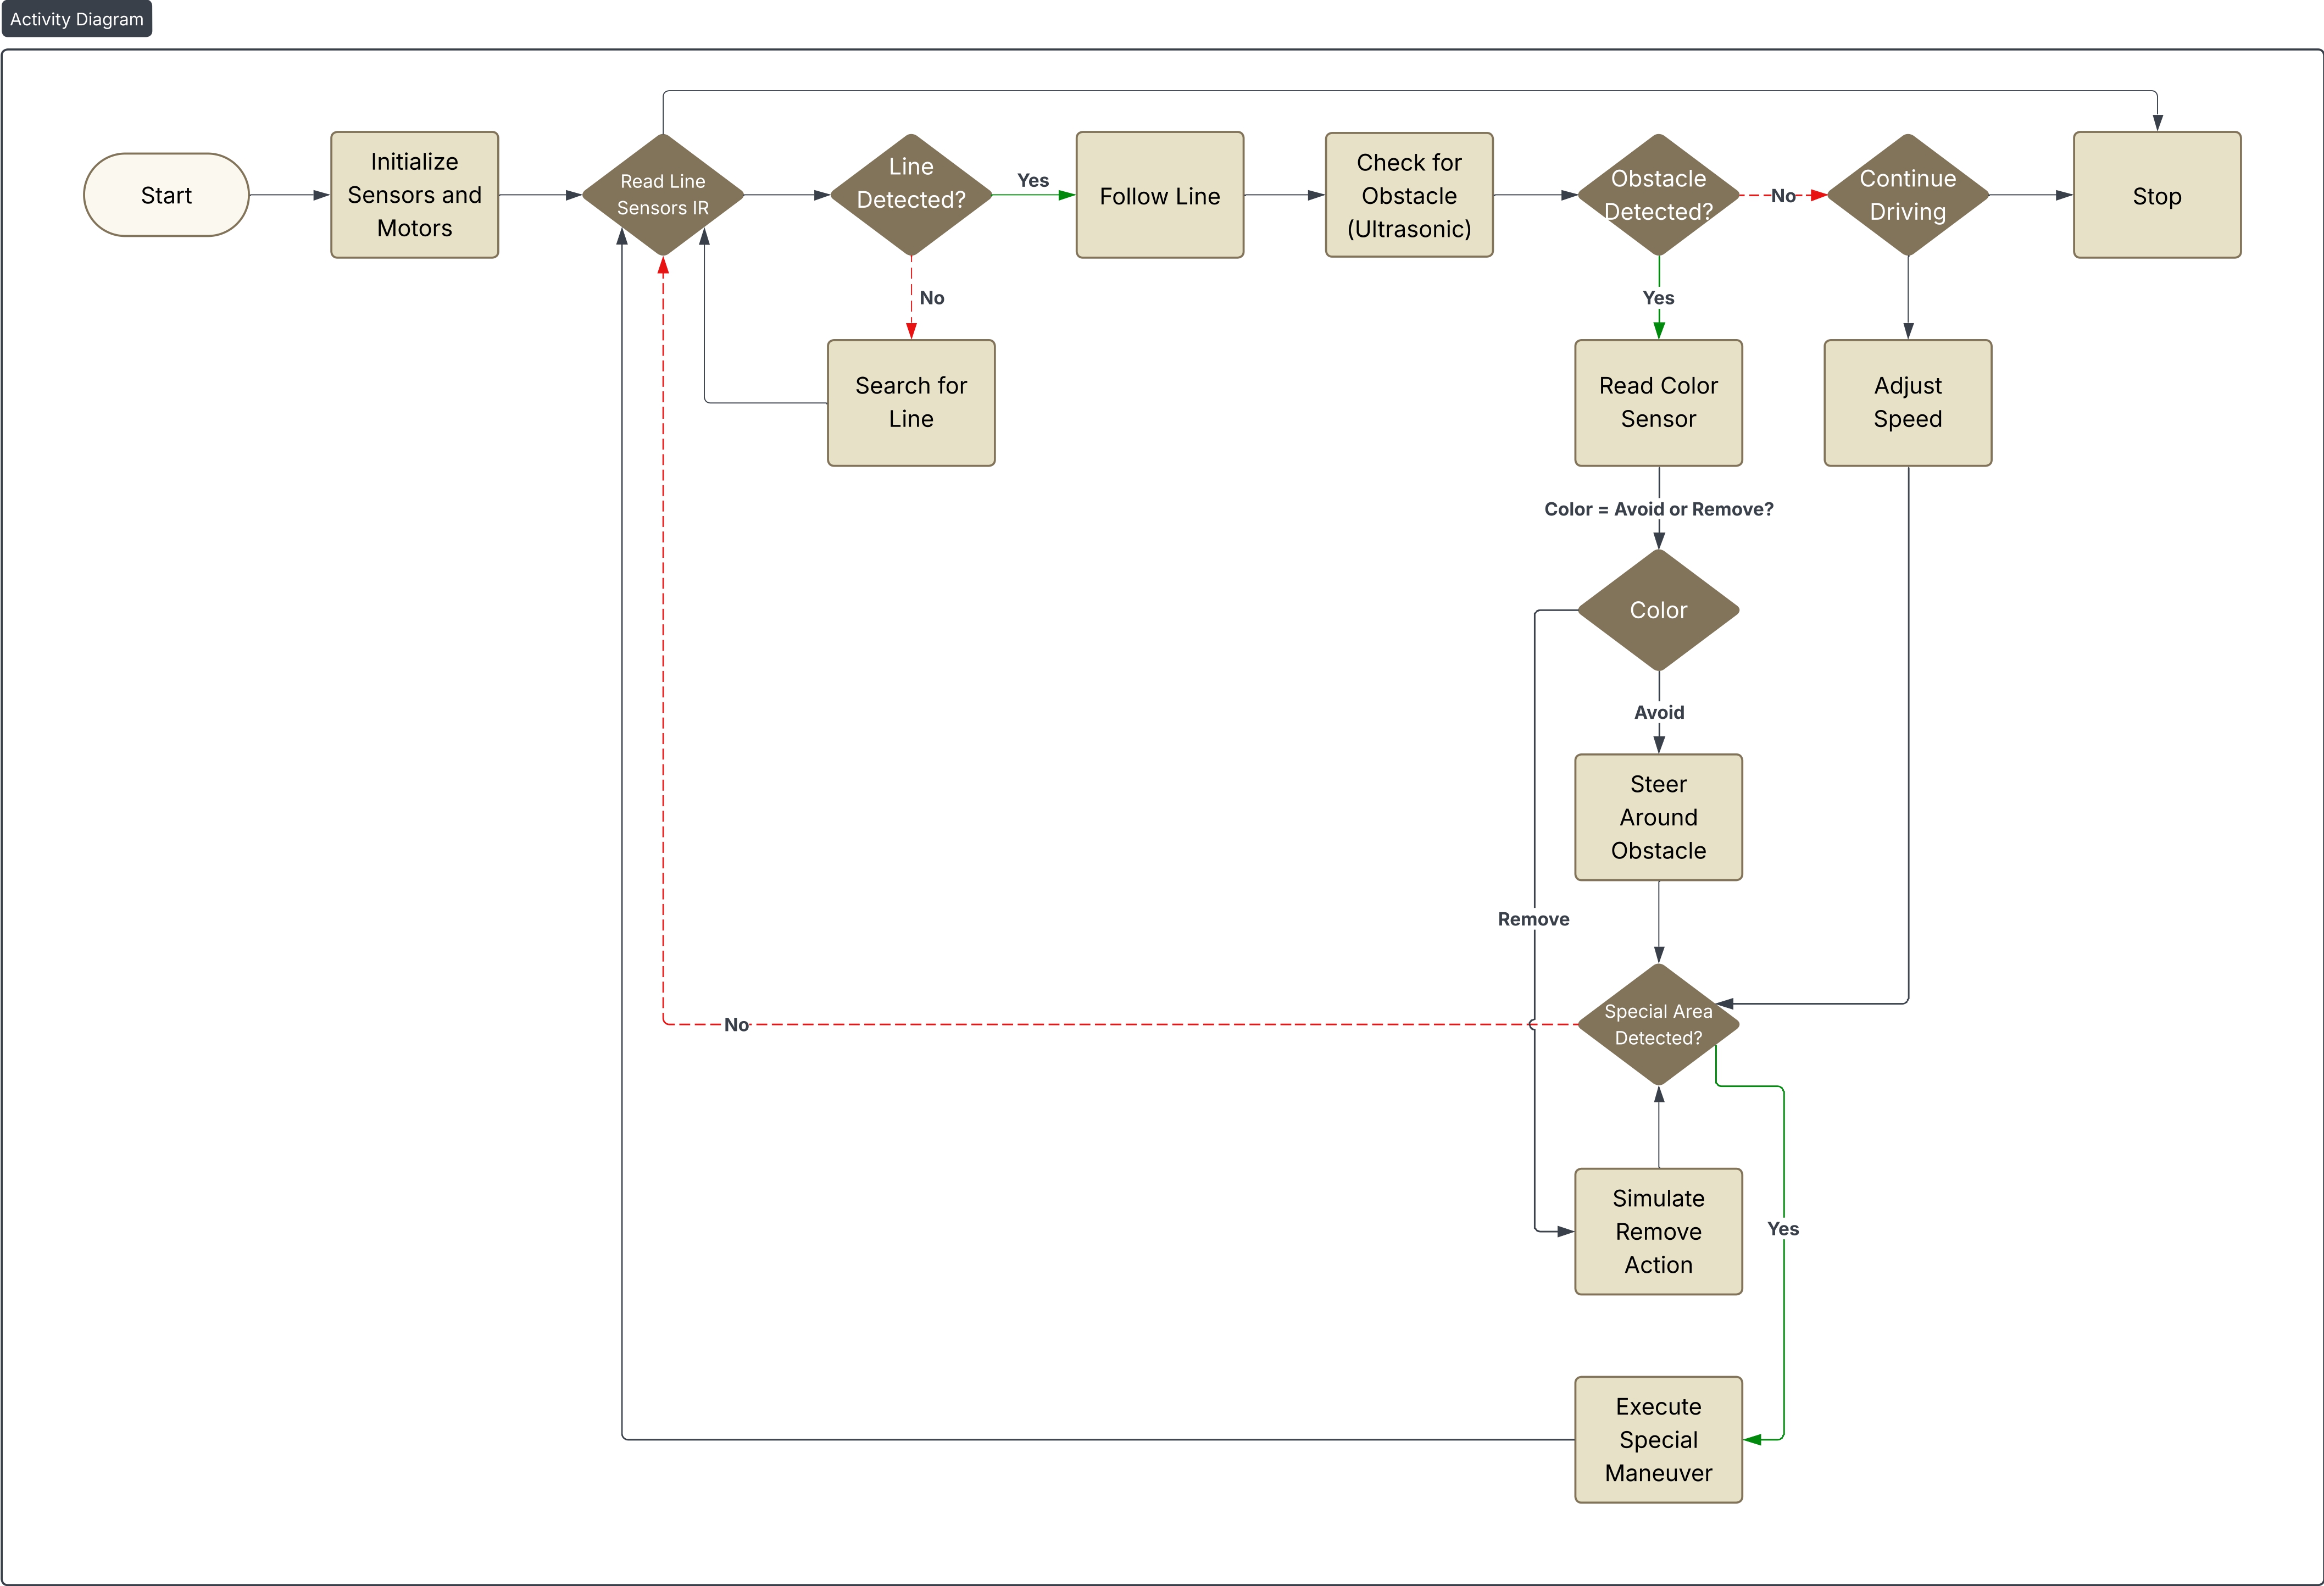 Activity Diagram
Start
Initialize
Sensors and
Motors
Read Line
Sensors IR
Line
Detected?
Yes
Follow Line
Check for
Obstacle
(Ultrasonic)
Obstacle
Detected?
No
Continue
Driving
Stop
No
Yes
Search for
Line
Read Color
Sensor
Adjust
Speed
Color = Avoid or Remove?
Color
Avoid
Steer
Around
Obstacle
Remove
Special Area
Detected?
No
Simulate
Remove
Action
Yes
Execute
Special
Maneuver